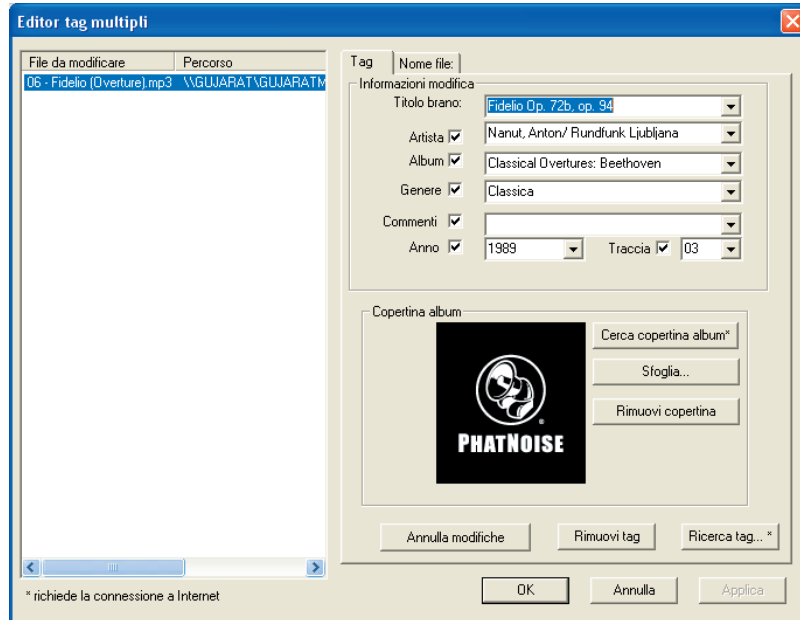 Editor tag multipli
File da modificare Percorso
06 - Fidelio (Overture).mp3 \\GUJARAT\GUJARATM
Tag Nome file:
Informazioni modifica
Titolo brano: Fidelio Op. 72b, op. 94
Artista Nanut, Anton/ Rundfunk Ljubljana
Album Classical Overtures: Beethoven
Genere Classica
Commenti
Anno 1989 Traccia 03
Copertina album
PHATNOISE
®
Cerca copertina album*
Sfoglia...
Rimuovi copertina
Annulla modifiche Rimuovi tag Ricerca tag... *
* richiede la connessione a Internet
OK Annulla Applica